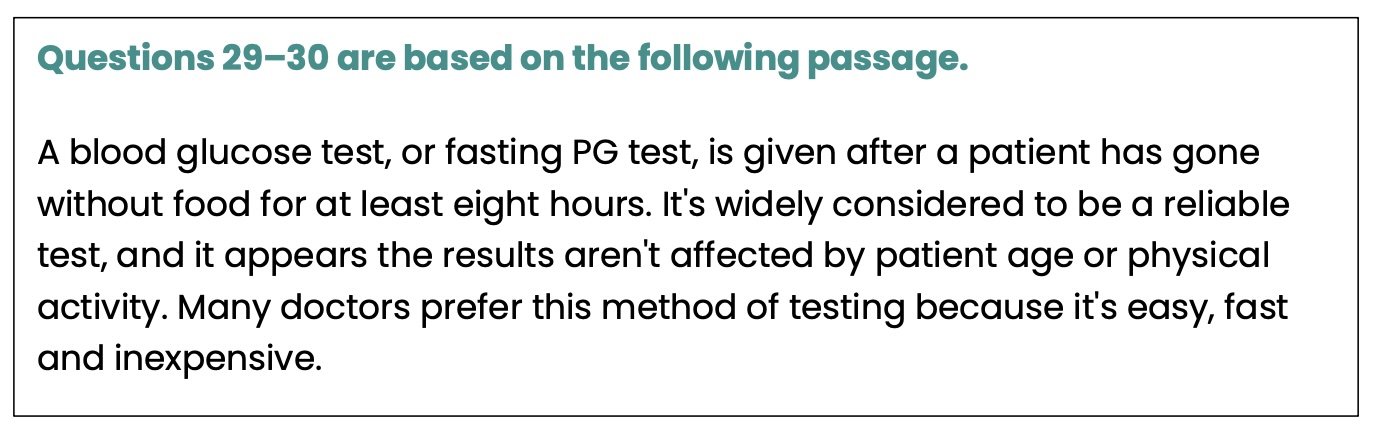 Questions 29–30 are based on the following passage.
A blood glucose test, or fasting PG test, is given after a patient has gone
without food for at least eight hours. It's widely considered to be a reliable
test, and it appears the results aren't affected by patient age or physical
activity. Many doctors prefer this method of testing because it's easy, fast
and inexpensive.